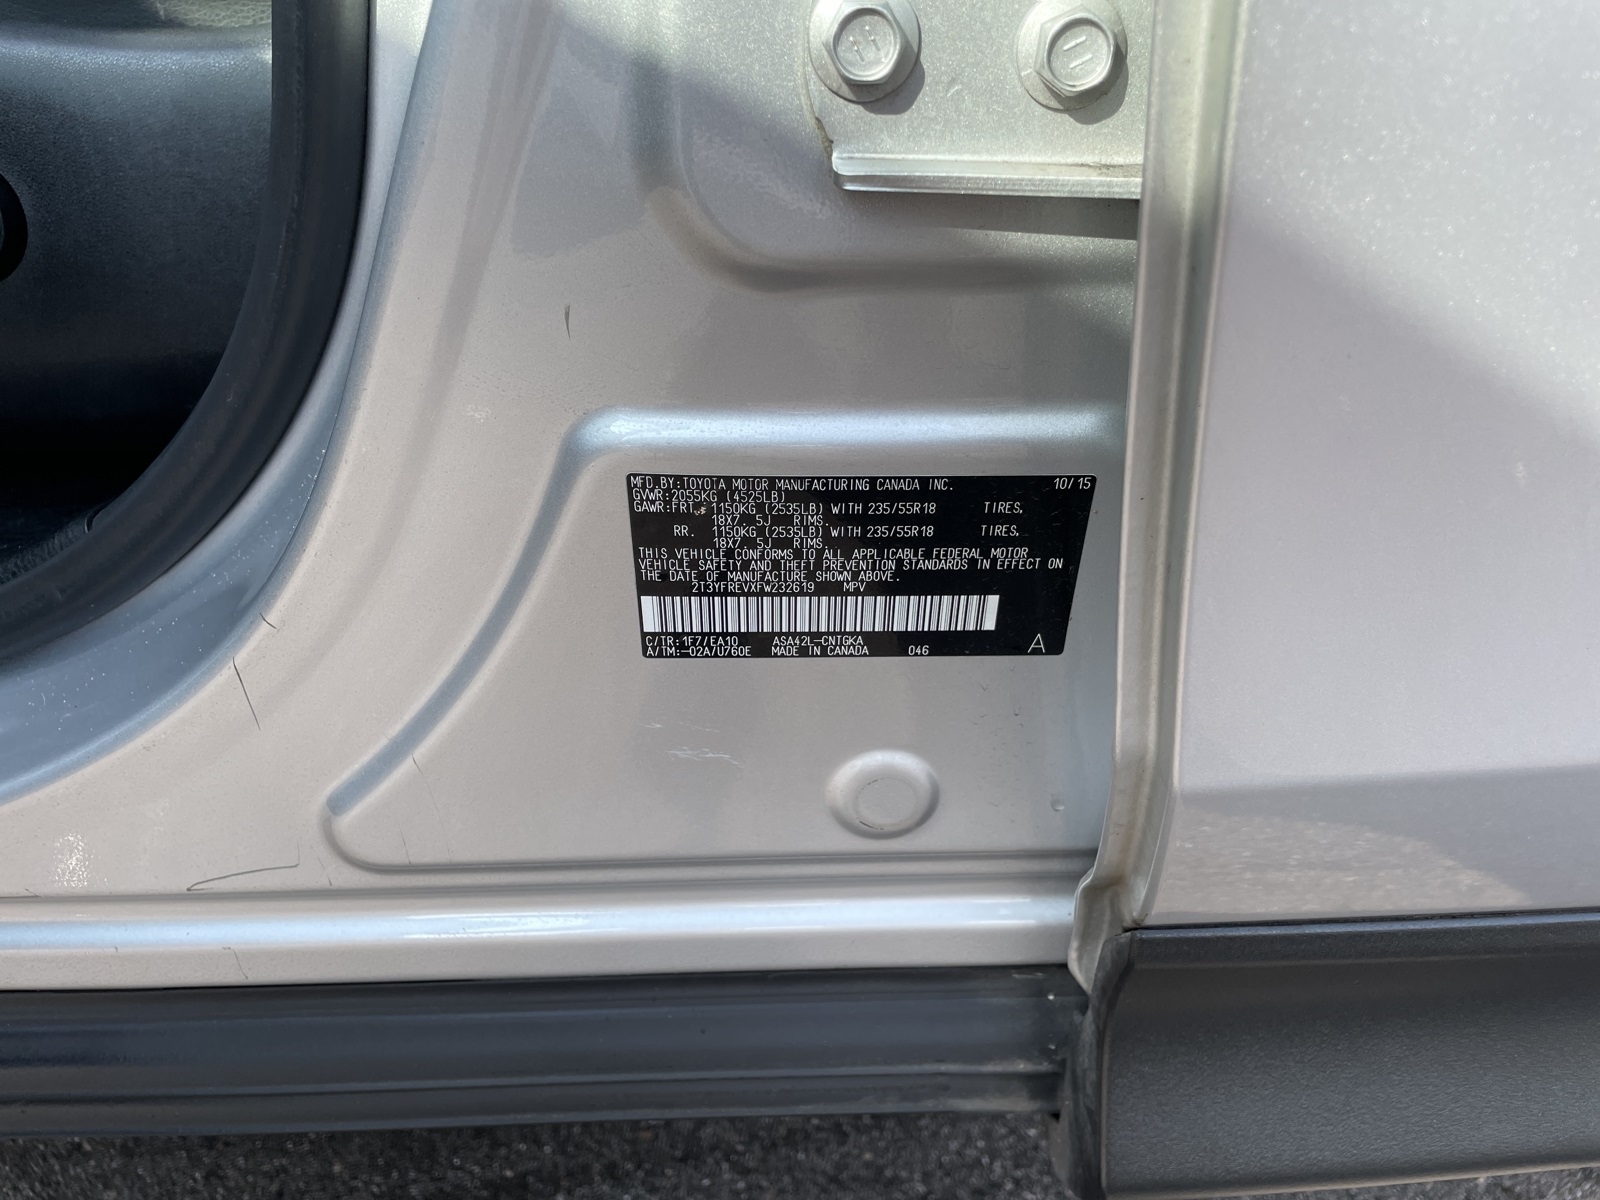 MFD.BY:TOYOTA MOTOR MANUFACTURING CANADA INC. 10/15
GVWR:2055KG (4525LB)
GAWR:FRT. 1150KG (2535LB) WITH 235/55R18 TIRES,
18X7. 5J RIMS.
RR. 1150KG (2535LB) WITH 235/55R18 TIRES,
18X7. 5J RIMS.
THIS VEHICLE CONFORMS TO ALL APPLICABLE FEDERAL MOTOR
VEHICLE SAFETY AND THEFT PREVENTION STANDARDS IN EFFECT ON
THE DATE OF MANUFACTURE SHOWN ABOVE.
2T3YFREVXFW232619 MPV
C/TR:1F7/EA10 ASA42L-CNTGKA
A/TM:-02A/U760E MADE IN CANADA 046 A